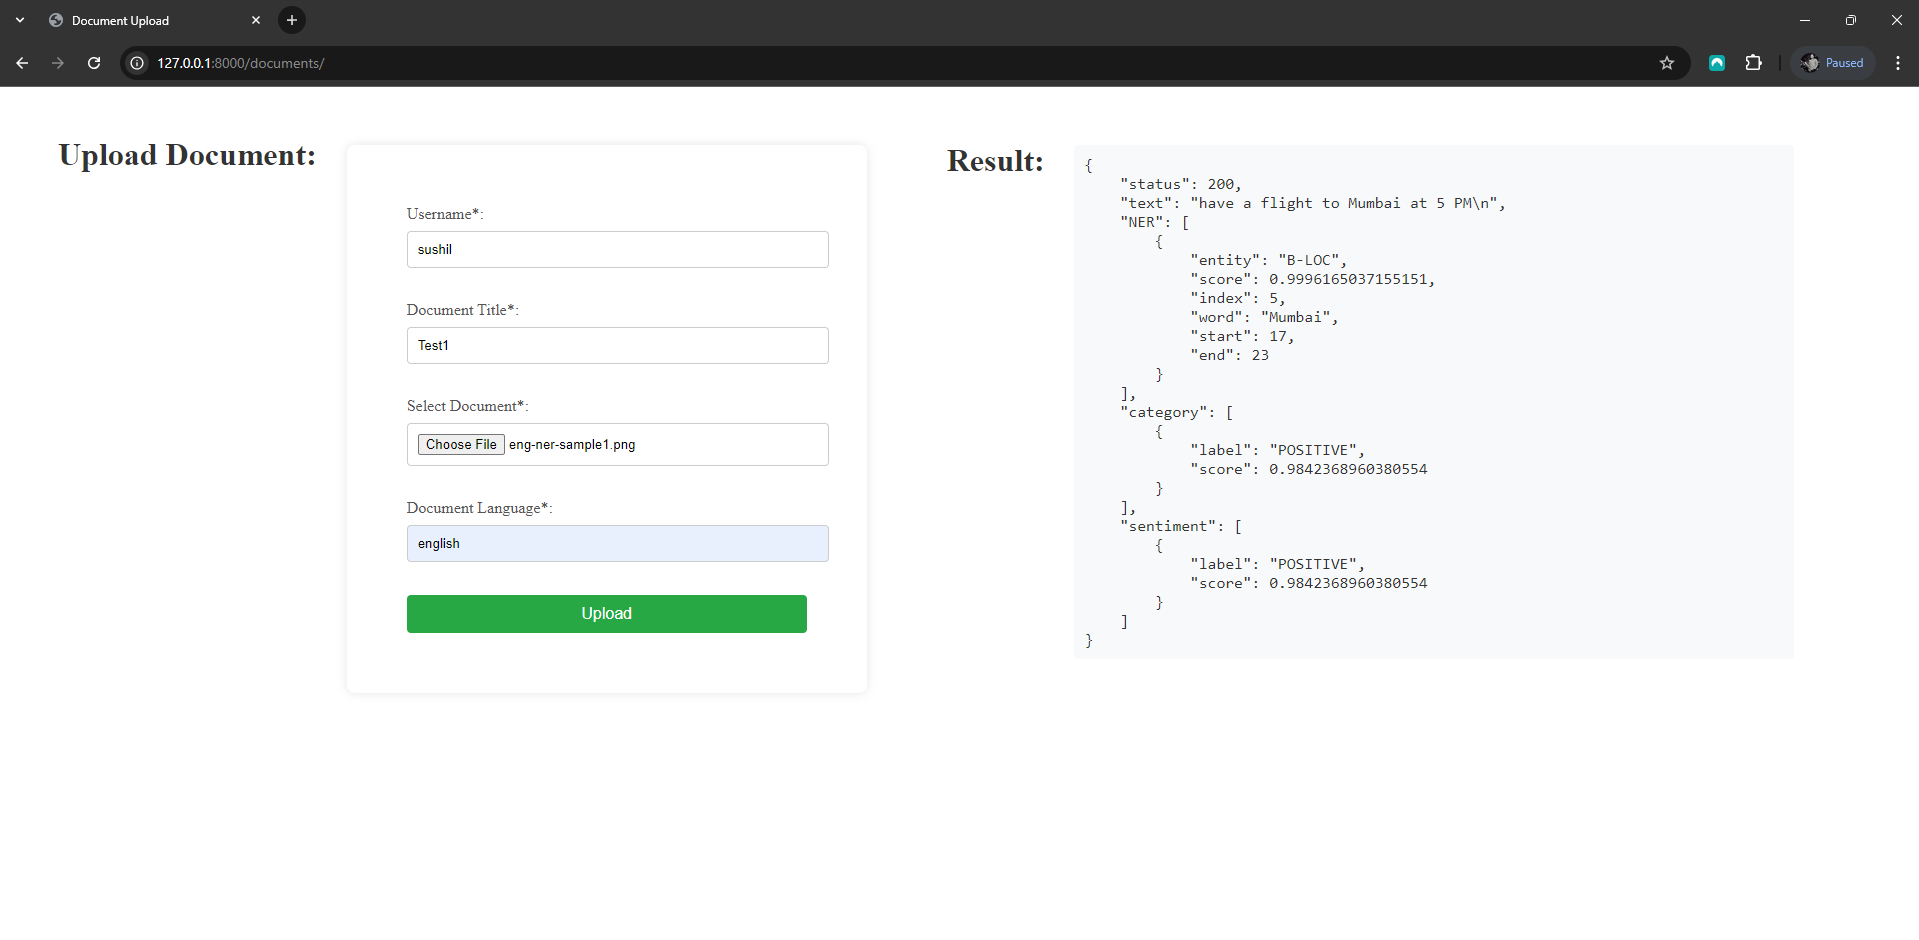 Document Upload
127.0.0.1:8000/documents/
Paused
Upload Document:
Username*:
sushil
Document Title*:
Test1
Select Document*:
Choose File eng-ner-sample1.png
Document Language*:
english
Upload
Result:
{
    "status": 200,
    "text": "have a flight to Mumbai at 5 PM\n",
    "NER": [
        {
            "entity": "B-LOC",
            "score": 0.9996165037155151,
            "index": 5,
            "word": "Mumbai",
            "start": 17,
            "end": 23
        }
    ],
    "category": [
        {
            "label": "POSITIVE",
            "score": 0.9842368960380554
        }
    ],
    "sentiment": [
        {
            "label": "POSITIVE",
            "score": 0.9842368960380554
        }
    ]
}